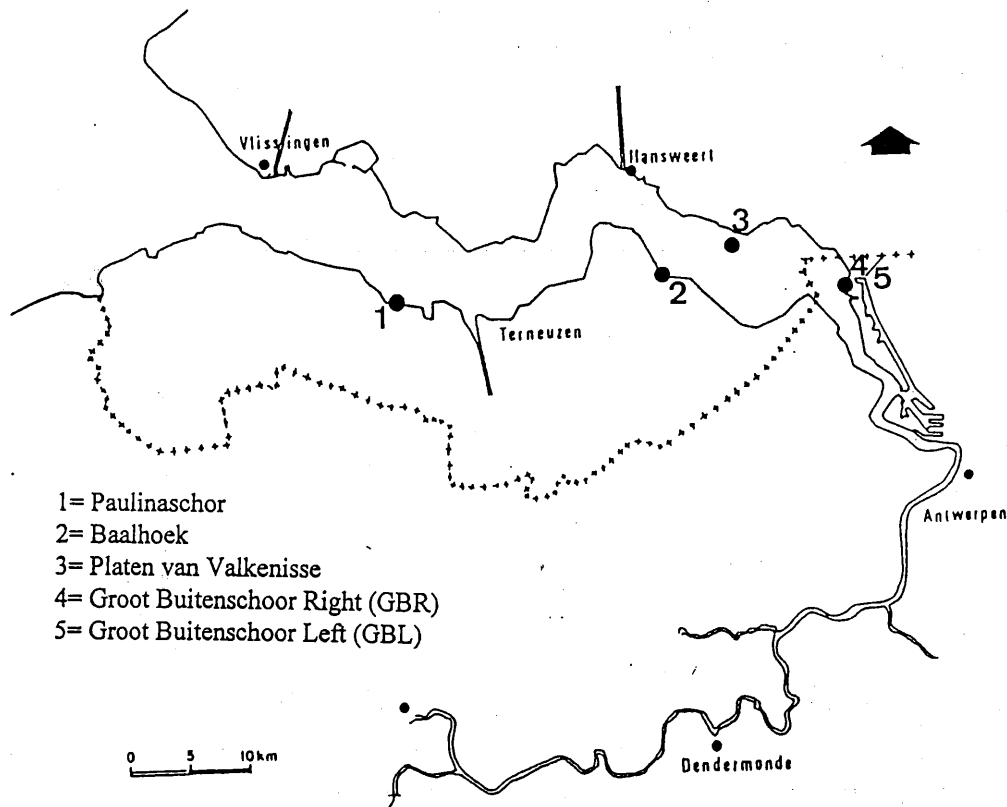 Vlissingen
Hansweert
3
4
5
2
1
Terneuzen
1= Paulinaschor
2= Baalhoek
3= Platen van Valkenisse
4= Groot Buitenschoor Right (GBR)
5= Groot Buitenschoor Left (GBL)
Antwerpen
0 5 10km
Dendermonde